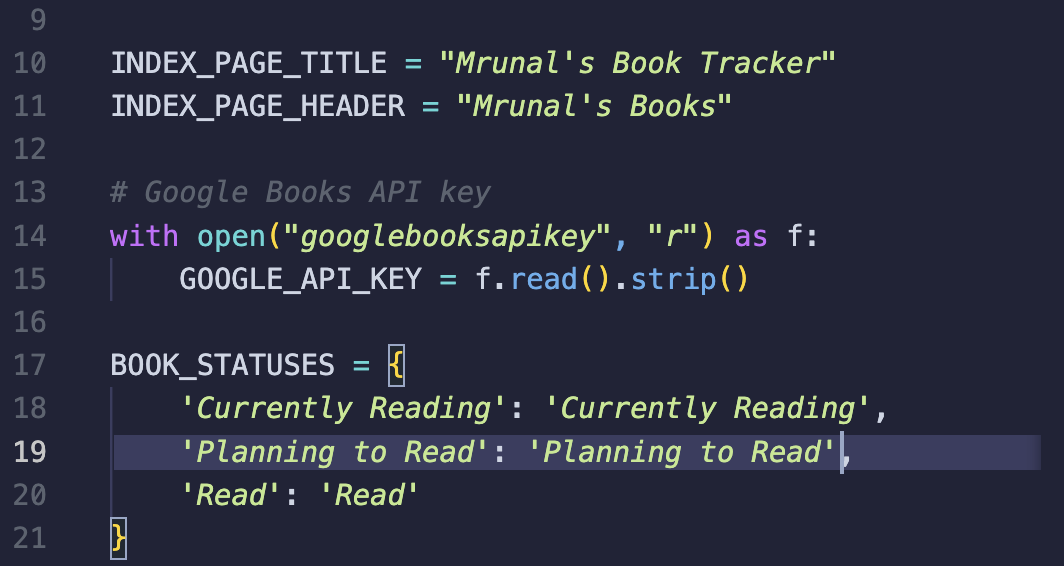 9
10 INDEX_PAGE_TITLE = "Mrunal's Book Tracker"
11 INDEX_PAGE_HEADER = "Mrunal's Books"
12
13 # Google Books API key
14 with open("googlebooksapikey", "r") as f:
15     GOOGLE_API_KEY = f.read().strip()
16
17 BOOK_STATUSES = {
18     'Currently Reading': 'Currently Reading',
19     'Planning to Read': 'Planning to Read',
20     'Read': 'Read'
21 }